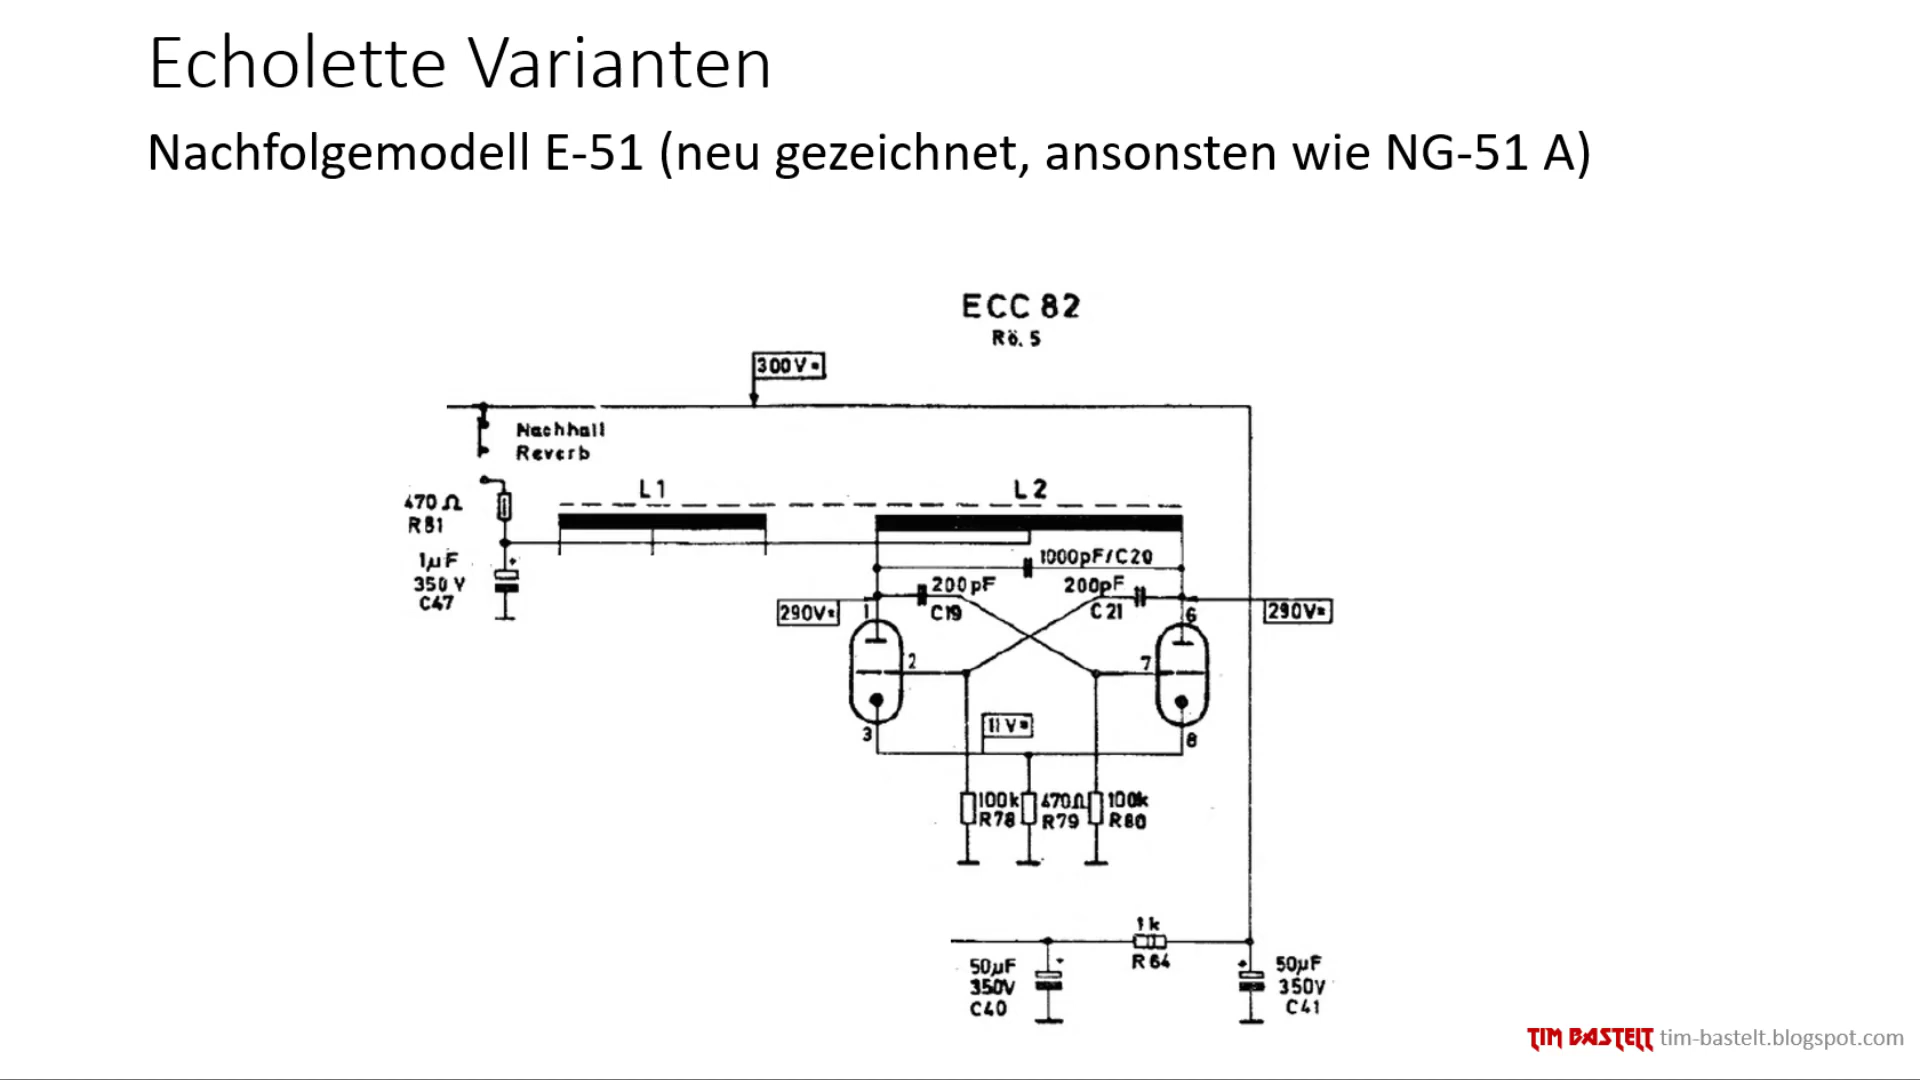 Echolette Varianten
Nachfolgemodell E-51 (neu gezeichnet, ansonsten wie NG-51 A)
ECC 82
Rö. 5
300V=
Nachhall
Reverb
L1
L2
470 Ω
R81
1µF
350 V
C47
1000pF/C20
200pF
C19
200pF
C21
290V=
290V=
1
6
2
7
11V=
3
8
100k
R78
470Ω
R79
100k
R80
1k
R64
50µF
350V
C40
50µF
350V
C41
TIM BASTELT tim-bastelt.blogspot.com